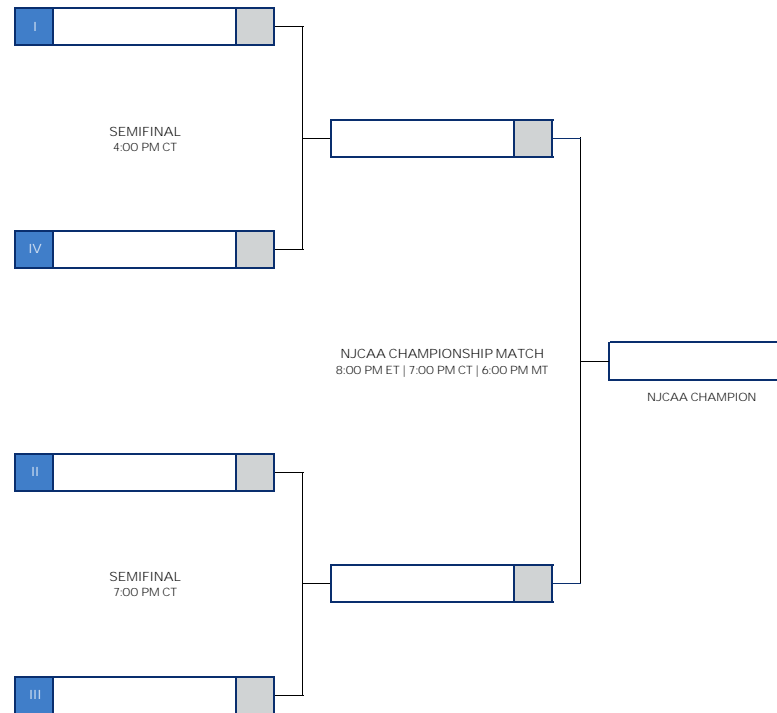 I
SEMIFINAL
4:00 PM CT
IV
NJCAA CHAMPIONSHIP MATCH
8:00 PM ET | 7:00 PM CT | 6:00 PM MT
NJCAA CHAMPION
II
SEMIFINAL
7:00 PM CT
III